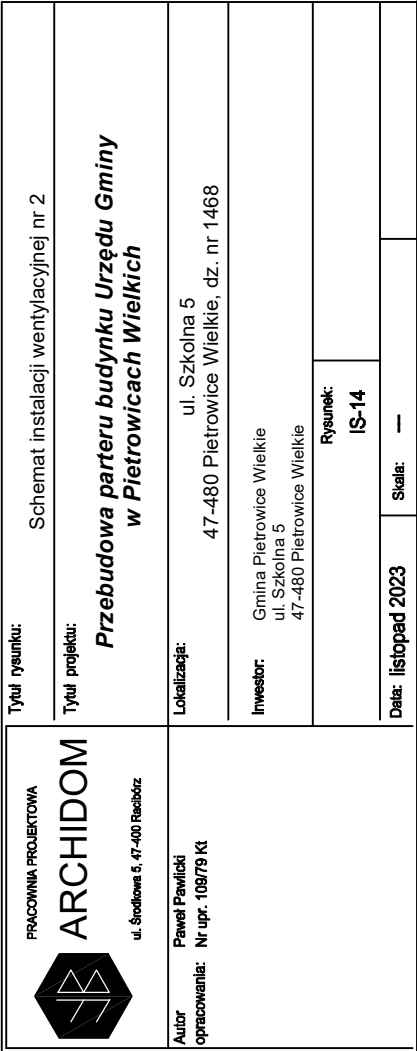 PRACOWNIA PROJEKTOWA
ARCHIDOM
ul. Środkowa 5, 47-400 Racibórz
Autor
opracowania:
Paweł Pawlicki
Nr upr. 109/79 Kt
Tytuł rysunku:
Schemat instalacji wentylacyjnej nr 2
Tytuł projektu:
Przebudowa parteru budynku Urzędu Gminy
w Pietrowicach Wielkich
Lokalizacja:
ul. Szkolna 5
47-480 Pietrowice Wielkie, dz. nr 1468
Inwestor: Gmina Pietrowice Wielkie
ul. Szkolna 5
47-480 Pietrowice Wielkie
Rysunek:
IS-14
Data: listopad 2023
Skala: ---